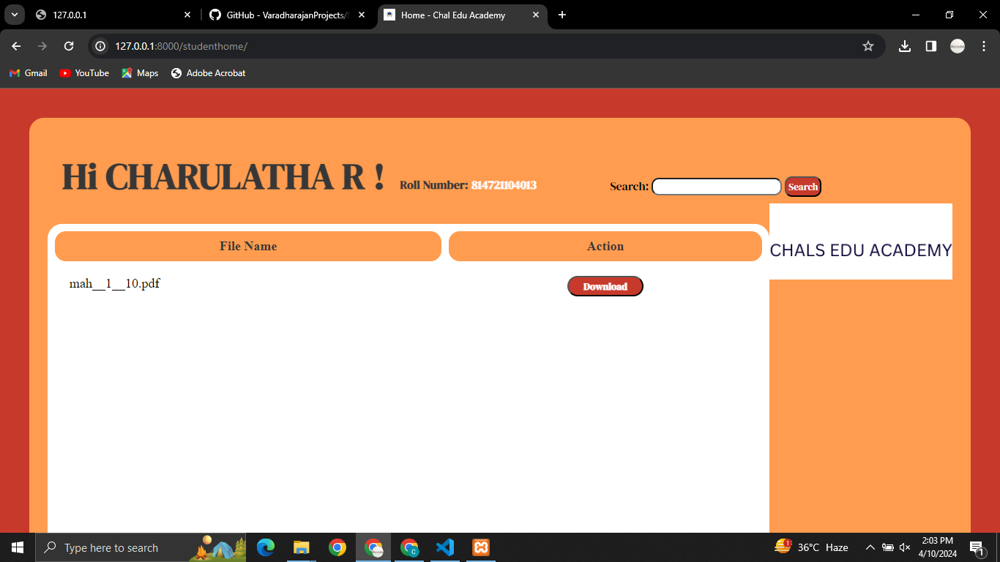 127.0.0.1
GitHub - VaradharajanProjects/
Home - Chal Edu Academy
127.0.0.1:8000/studenthome/
Gmail
YouTube
Maps
Adobe Acrobat
Hi CHARULATHA R !
Roll Number: 814721104013
Search:
Search
File Name
Action
CHALS EDU ACADEMY
mah__1__10.pdf
Download
Type here to search
1
36°C Haze
2:03 PM
4/10/2024
1